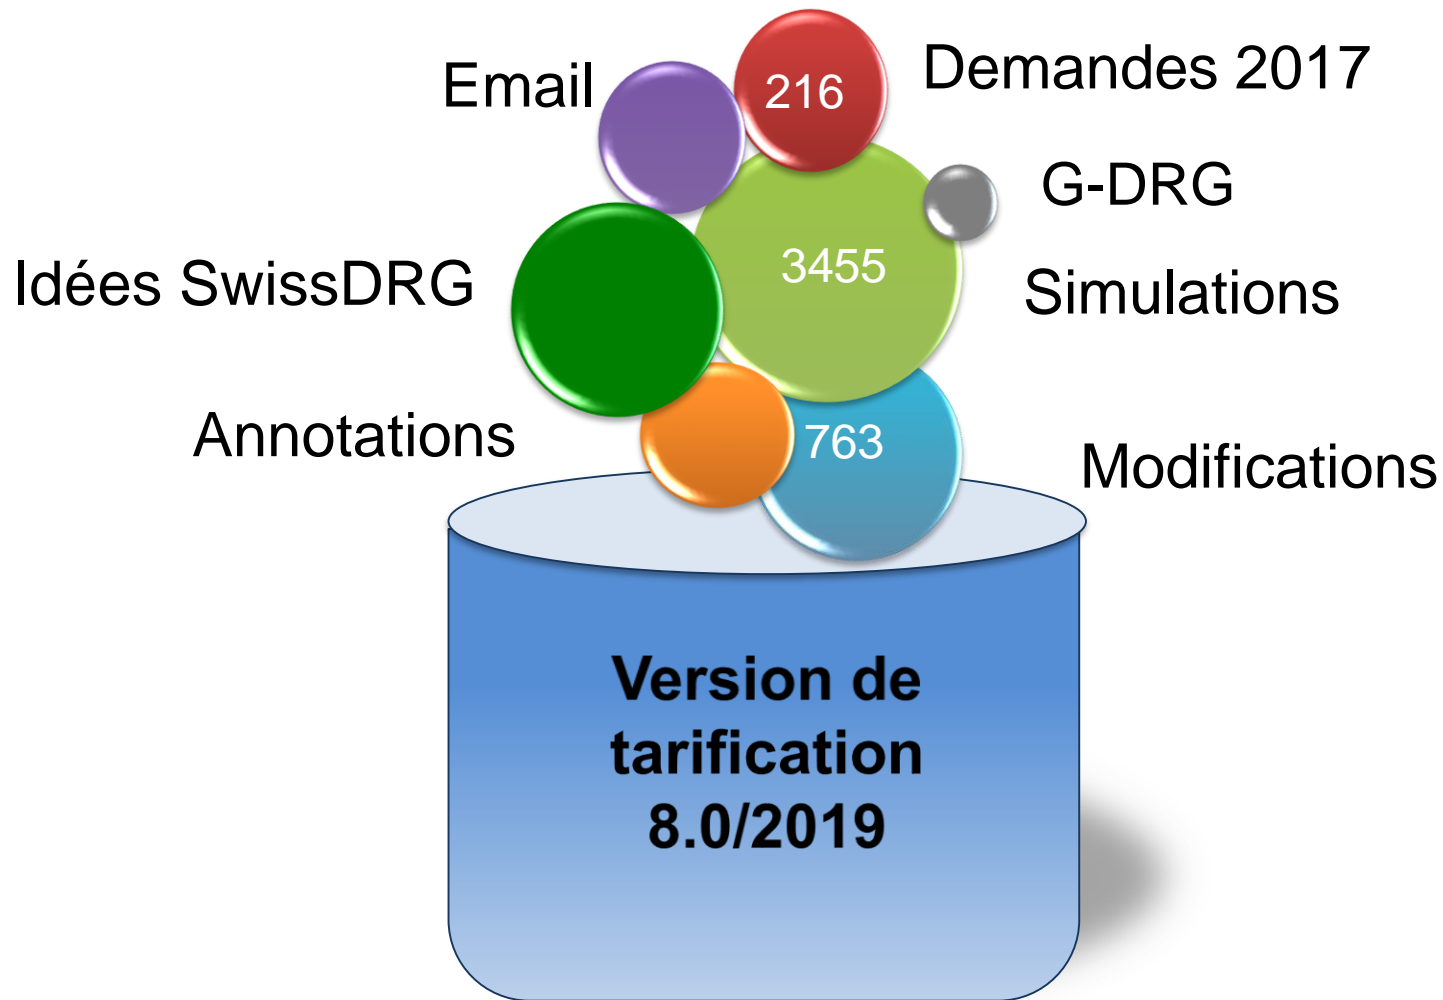 Demandes 2017
Email
216
G-DRG
3455
Idées SwissDRG
Simulations
Annotations
763
Modifications
Version de
tarification
8.0/2019